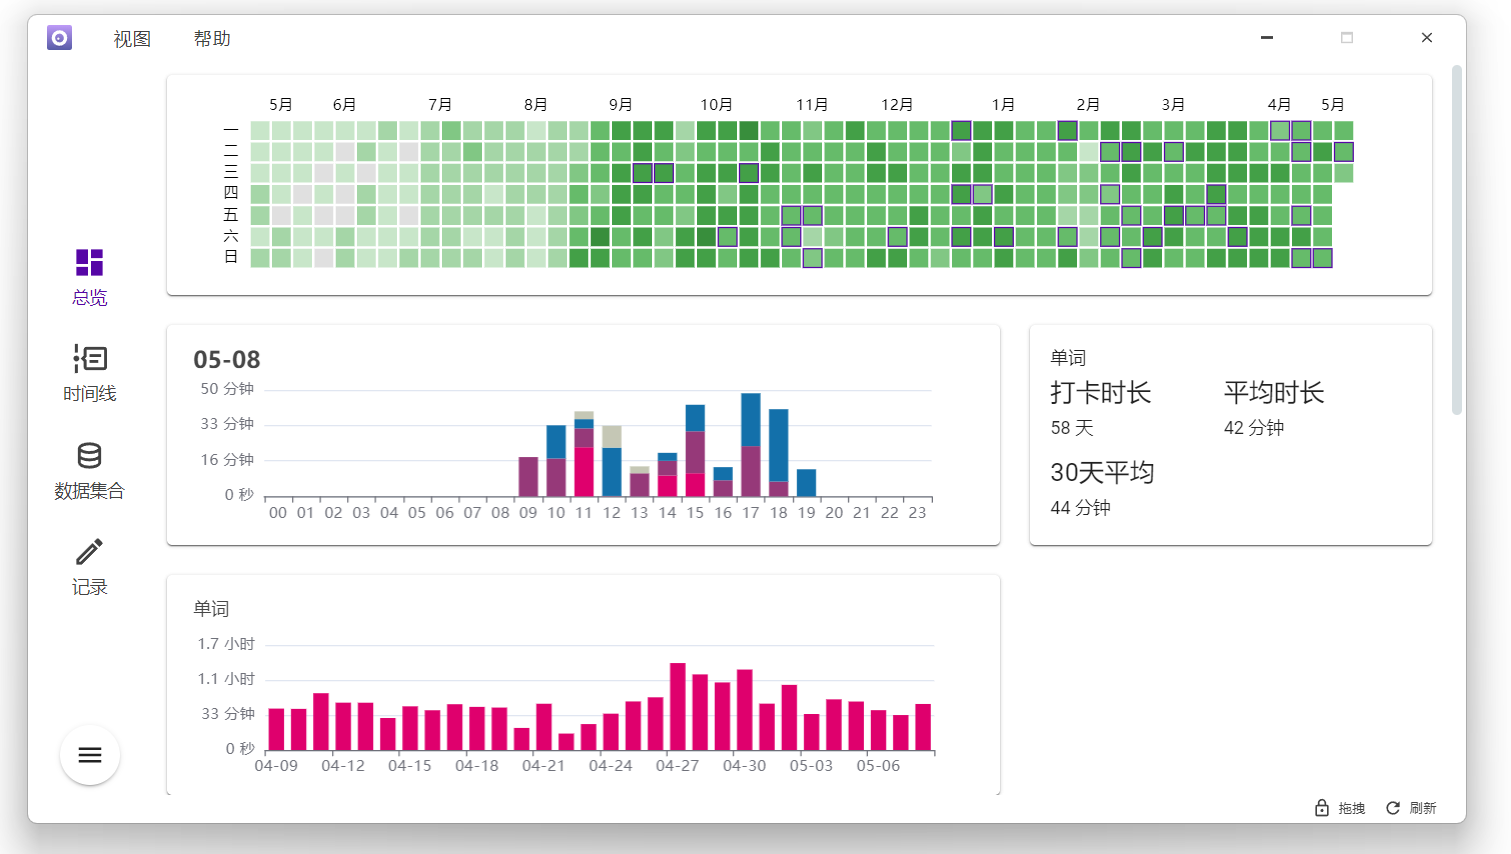 视图 帮助
5月 6月 7月 8月 9月 10月 11月 12月 1月 2月 3月 4月 5月
一
二
三
四
五
六
日
总览
时间线
数据集合
记录
05-08
50 分钟
33 分钟
16 分钟
0 秒
00 01 02 03 04 05 06 07 08 09 10 11 12 13 14 15 16 17 18 19 20 21 22 23
单词
打卡时长 平均时长
58 天 42 分钟
30天平均
44 分钟
单词
1.7 小时
1.1 小时
33 分钟
0 秒
04-09 04-12 04-15 04-18 04-21 04-24 04-27 04-30 05-03 05-06
拖拽 刷新